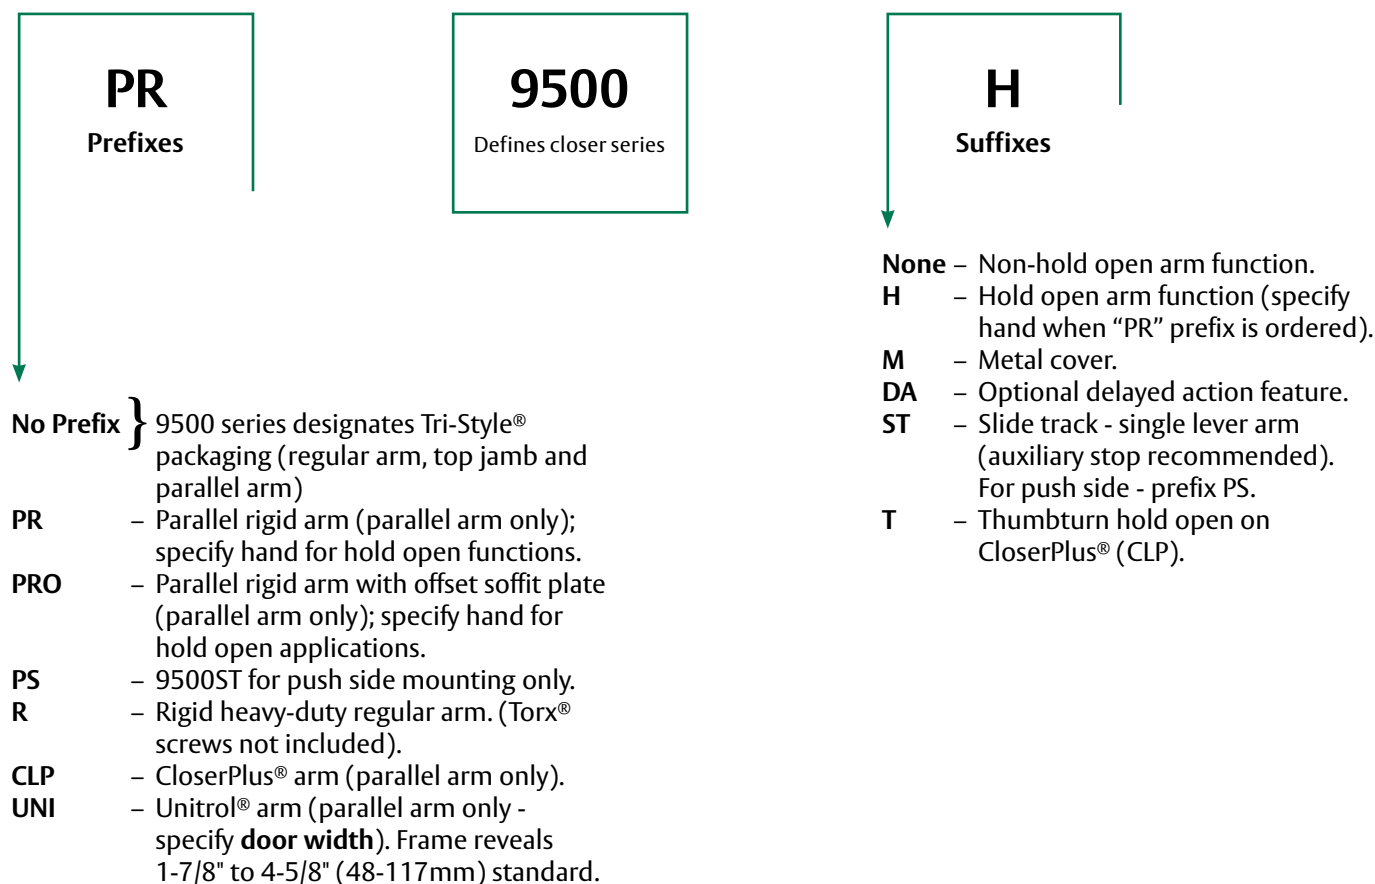 PR
Prefixes
9500
Defines closer series
H
Suffixes
No Prefix } 9500 series designates Tri-Style®
packaging (regular arm, top jamb and
parallel arm)
PR – Parallel rigid arm (parallel arm only);
specify hand for hold open functions.
PRO – Parallel rigid arm with offset soffit plate
(parallel arm only); specify hand for
hold open applications.
PS – 9500ST for push side mounting only.
R – Rigid heavy-duty regular arm. (Torx®
screws not included).
CLP – CloserPlus® arm (parallel arm only).
UNI – Unitrol® arm (parallel arm only -
specify door width). Frame reveals
1-7/8" to 4-5/8" (48-117mm) standard.
None – Non-hold open arm function.
H – Hold open arm function (specify
hand when “PR” prefix is ordered).
M – Metal cover.
DA – Optional delayed action feature.
ST – Slide track - single lever arm
(auxiliary stop recommended).
For push side - prefix PS.
T – Thumbturn hold open on
CloserPlus® (CLP).